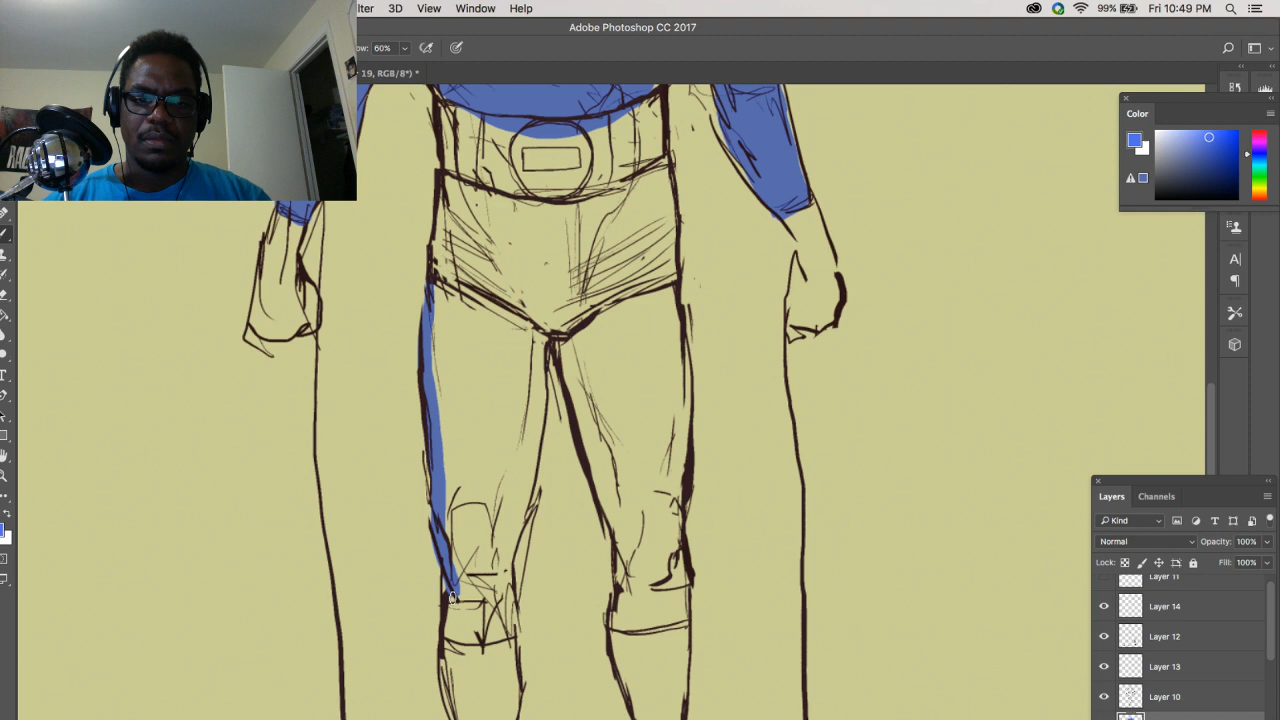 lter 3D View Window Help 99% Fri 10:49 PM
Adobe Photoshop CC 2017
ow: 60%
19, RGB/8*) *
Color
Layers Channels
Kind
Normal Opacity: 100%
Lock: Fill: 100%
Layer 11
Layer 14
Layer 12
Layer 13
Layer 10